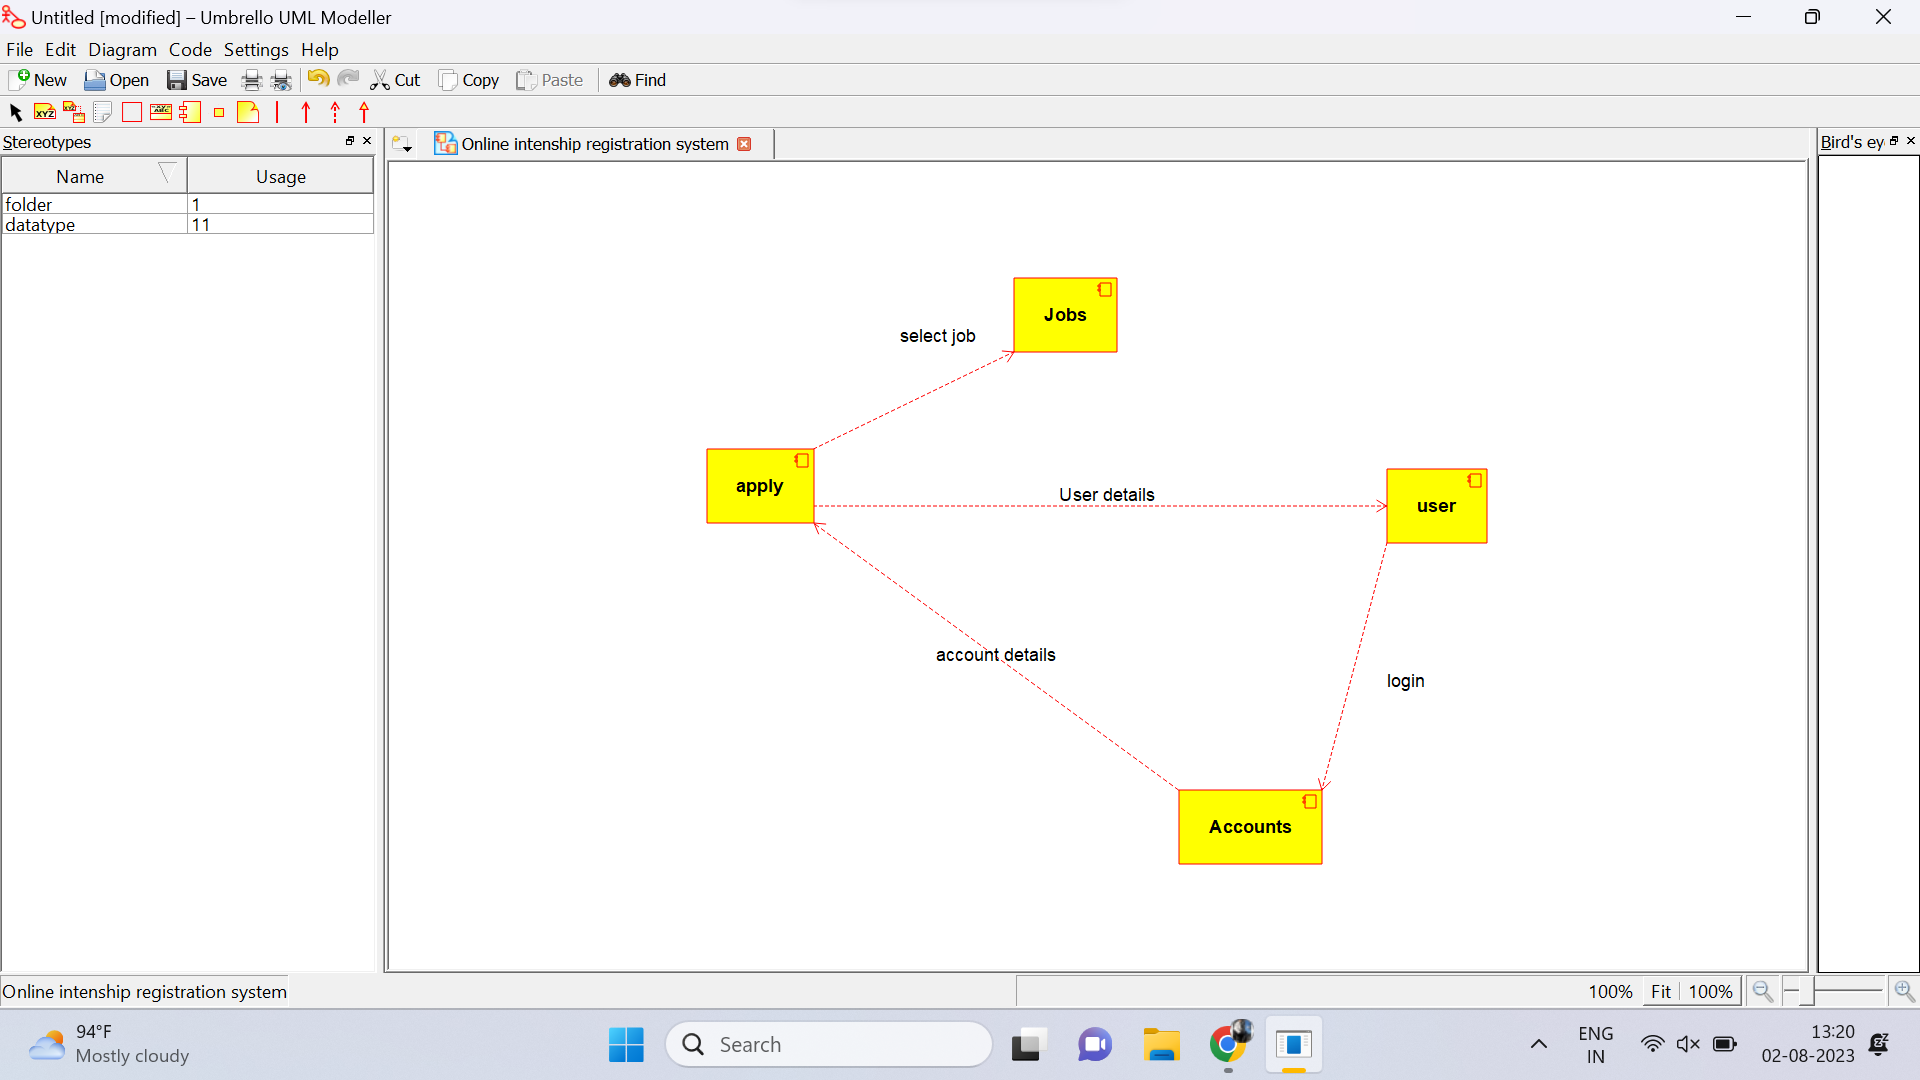 Untitled [modified] – Umbrello UML Modeller
File Edit Diagram Code Settings Help
New Open Save Cut Copy Paste Find
XYZ
Stereotypes
Online intenship registration system
Bird's ey
Name Usage
folder 1
datatype 11
Jobs
select job
apply
User details
user
account details
login
Accounts
Online intenship registration system
100% Fit 100%
94°F
Mostly cloudy
Search
ENG
IN
13:20
02-08-2023